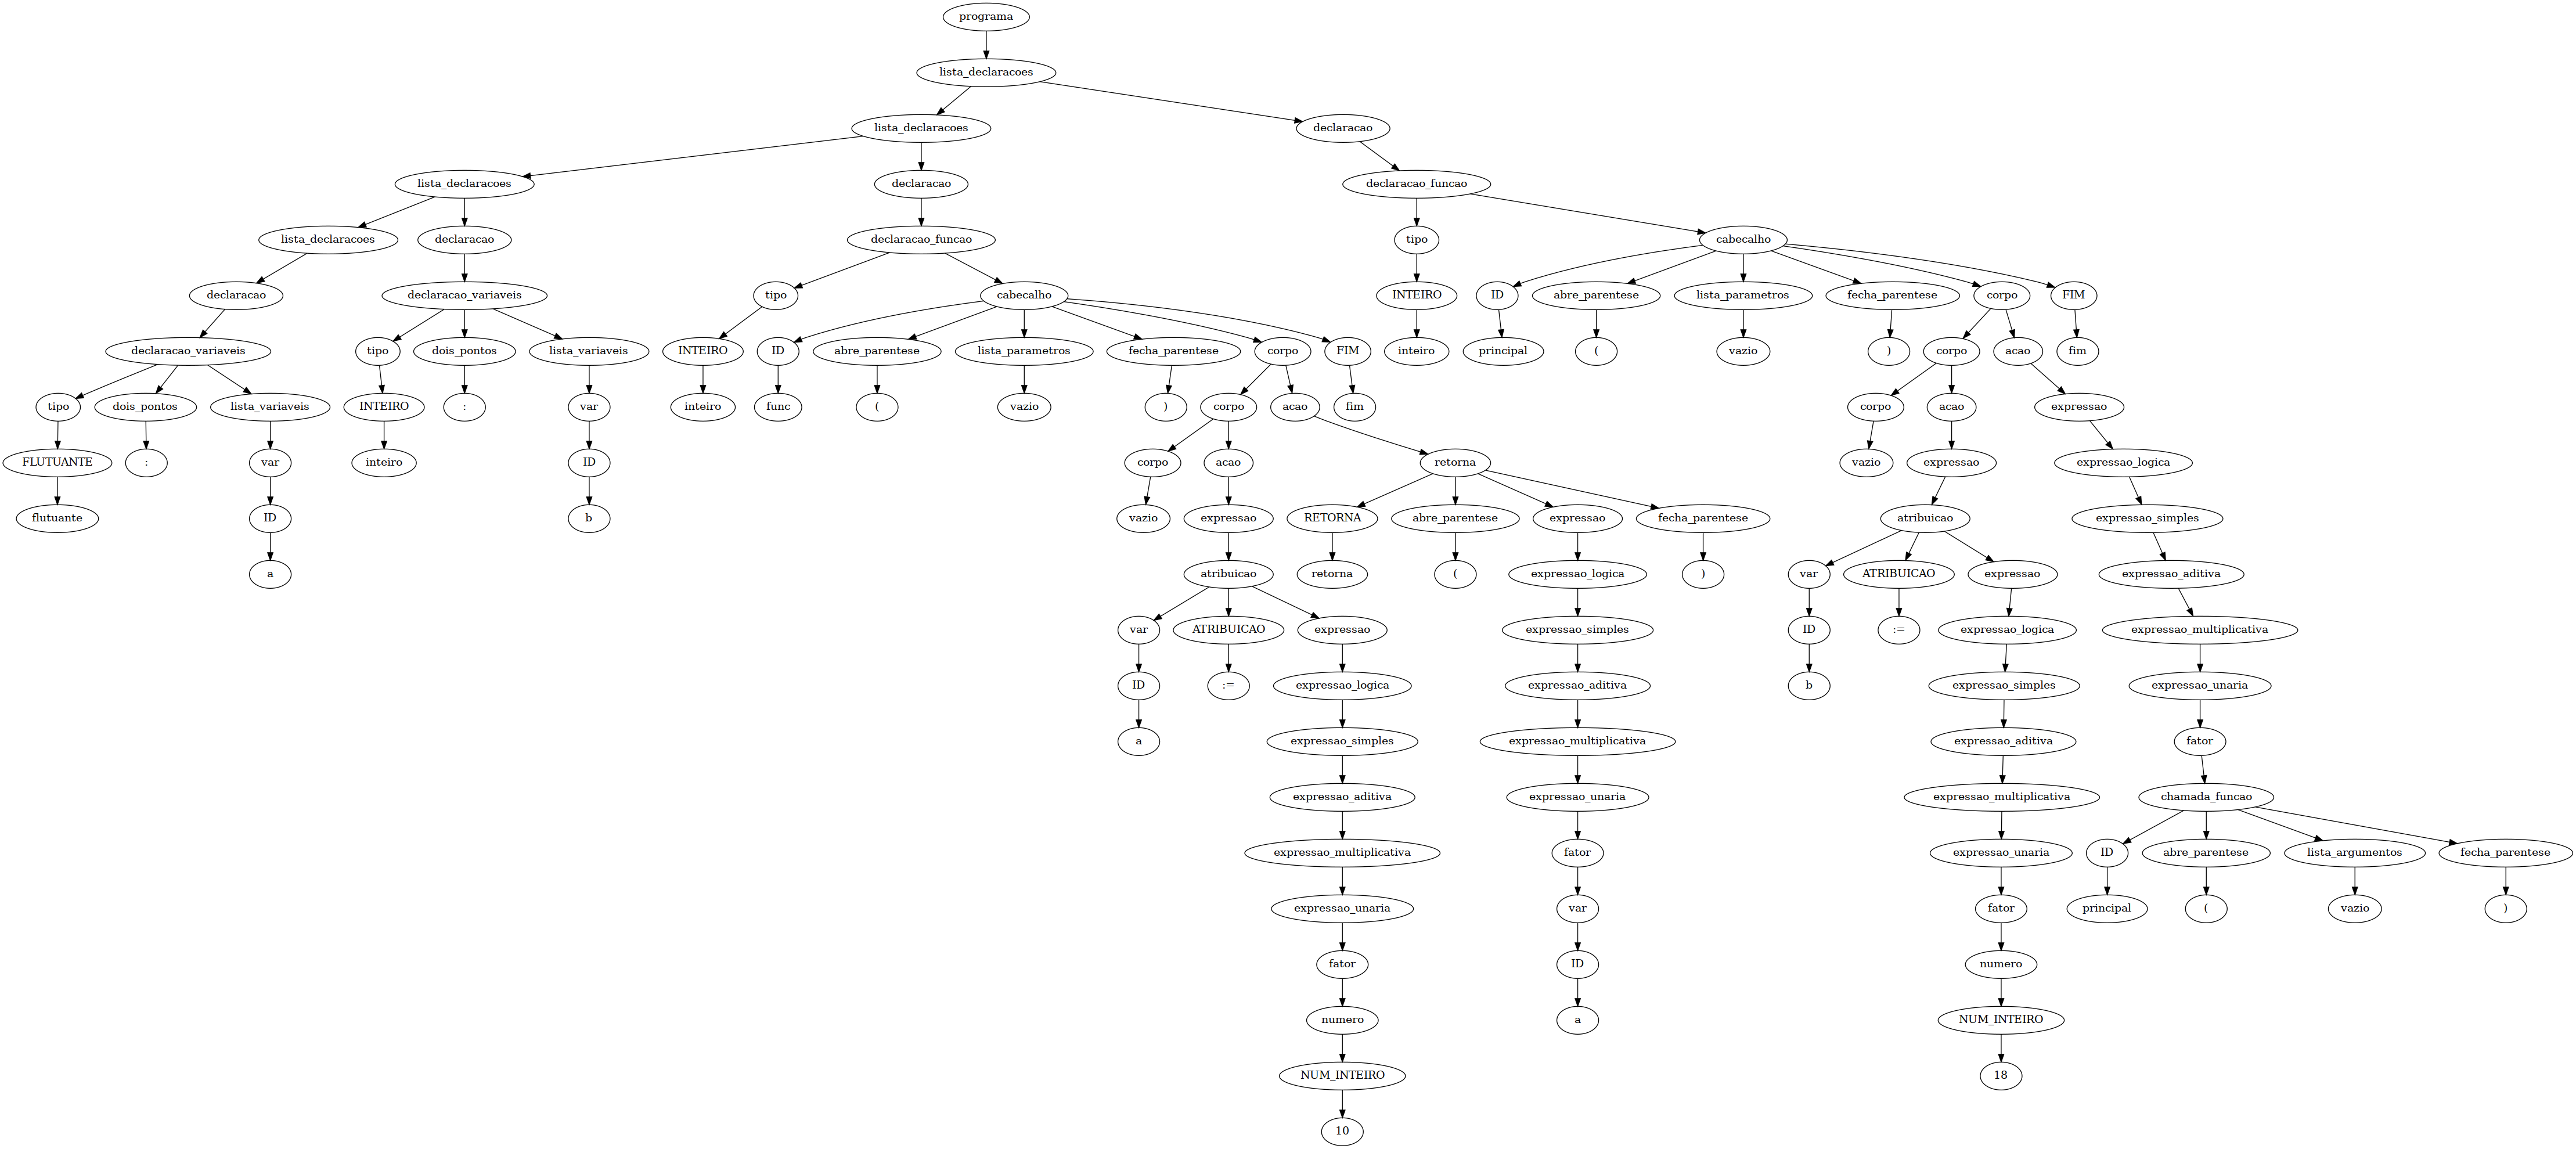 programa
lista_declaracoes
lista_declaracoes declaracao
lista_declaracoes declaracao declaracao_funcao
lista_declaracoes declaracao declaracao_funcao tipo cabecalho
declaracao declaracao_variaveis tipo cabecalho INTEIRO ID abre_parentese lista_parametros fecha_parentese corpo FIM
declaracao_variaveis tipo dois_pontos lista_variaveis INTEIRO ID abre_parentese lista_parametros fecha_parentese corpo FIM inteiro principal ( vazio ) corpo acao fim
tipo dois_pontos lista_variaveis INTEIRO : var inteiro func ( vazio ) corpo acao fim corpo acao expressao
FLUTUANTE : var inteiro ID corpo acao retorna vazio expressao expressao_logica
flutuante ID b vazio expressao RETORNA abre_parentese expressao fecha_parentese atribuicao expressao_simples
a atribuicao retorna ( expressao_logica ) var ATRIBUICAO expressao expressao_aditiva
var ATRIBUICAO expressao expressao_simples ID := expressao_logica expressao_multiplicativa
ID := expressao_logica expressao_aditiva b expressao_simples expressao_unaria
a expressao_simples expressao_multiplicativa expressao_aditiva fator
expressao_aditiva expressao_unaria expressao_multiplicativa chamada_funcao
expressao_multiplicativa fator expressao_unaria ID abre_parentese lista_argumentos fecha_parentese
expressao_unaria var fator principal ( vazio )
fator ID numero
numero a NUM_INTEIRO
NUM_INTEIRO 18
10